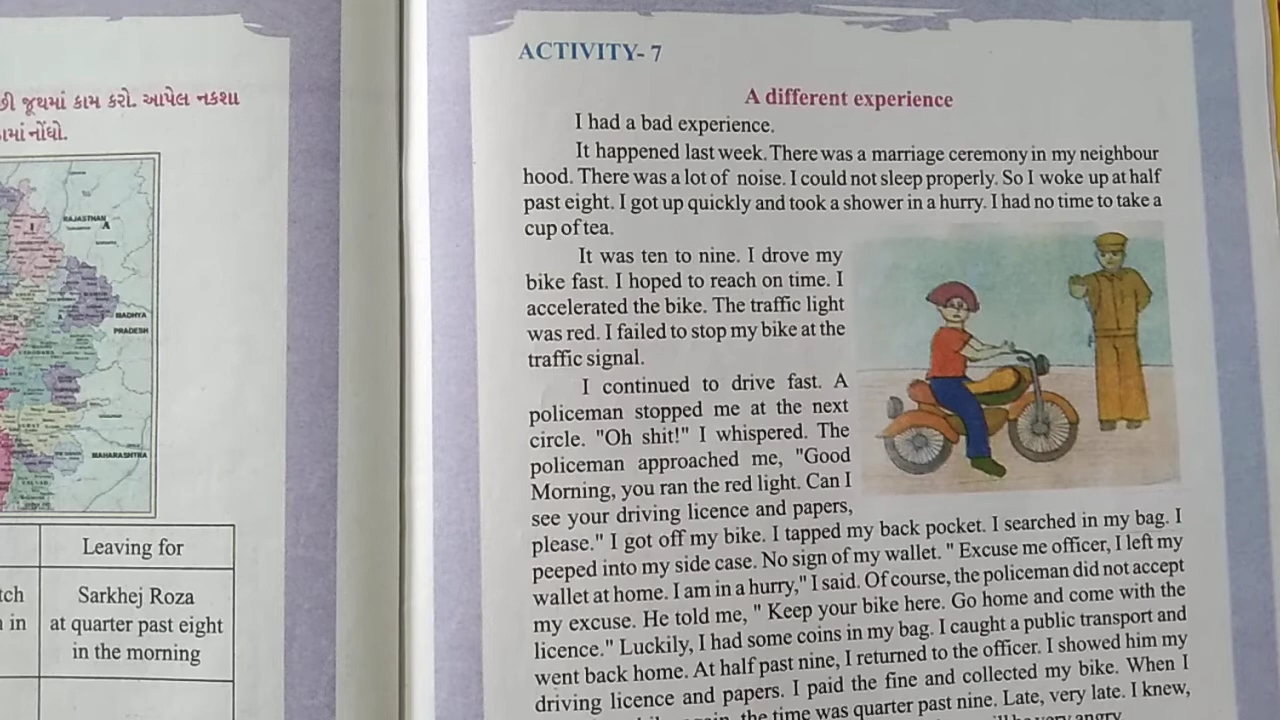 છી જૂથમાં કામ કરો. આપેલ નકશા
નોંધો.
RAJASTHAN
MADHYA
PRADESH
MAHARASHTRA
Leaving for
Sarkhej Roza
at quarter past eight
in the morning
ACTIVITY- 7
A different experience
I had a bad experience.
It happened last week. There was a marriage ceremony in my neighbour
hood. There was a lot of noise. I could not sleep properly. So I woke up at half
past eight. I got up quickly and took a shower in a hurry. I had no time to take a
cup of tea.
It was ten to nine. I drove my
bike fast. I hoped to reach on time. I
accelerated the bike. The traffic light
was red. I failed to stop my bike at the
traffic signal.
I continued to drive fast. A
policeman stopped me at the next
circle. "Oh shit!" I whispered. The
policeman approached me, "Good
Morning, you ran the red light. Can I
see your driving licence and papers,
please." I got off my bike. I tapped my back pocket. I searched in my bag. I
peeped into my side case. No sign of my wallet. " Excuse me officer, I left my
wallet at home. I am in a hurry," I said. Of course, the policeman did not accept
my excuse. He told me, " Keep your bike here. Go home and come with the
licence." Luckily, I had some coins in my bag. I caught a public transport and
went back home. At half past nine, I returned to the officer. I showed him my
driving licence and papers. I paid the fine and collected my bike. When I
the time was quarter past nine. Late, very late. I knew,
very angry